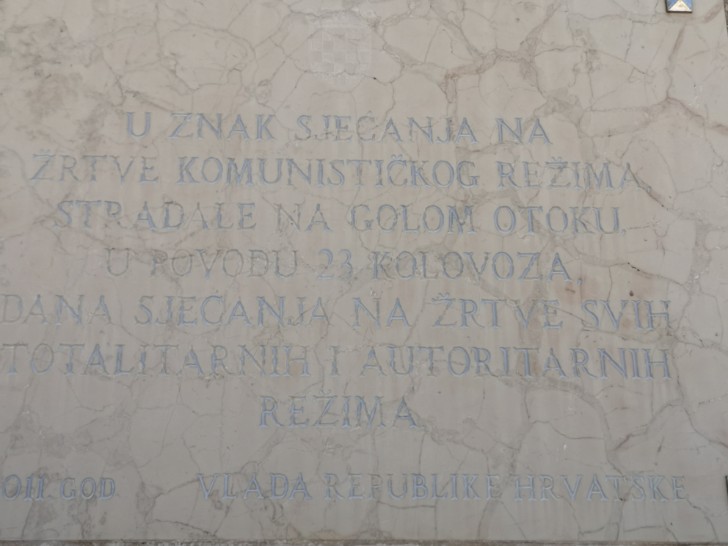 U ZNAK SJEĆANJA NA
ŽRTVE KOMUNISTIČKOG REŽIMA
STRADALE NA GOLOM OTOKU.
U POVODU 23. KOLOVOZA
DANA SJEĆANJA NA ŽRTVE SVIH
TOTALITARNIH I AUTORITARNIH
REŽIMA
011. GOD. VLADA REPUBLIKE HRVATSKE